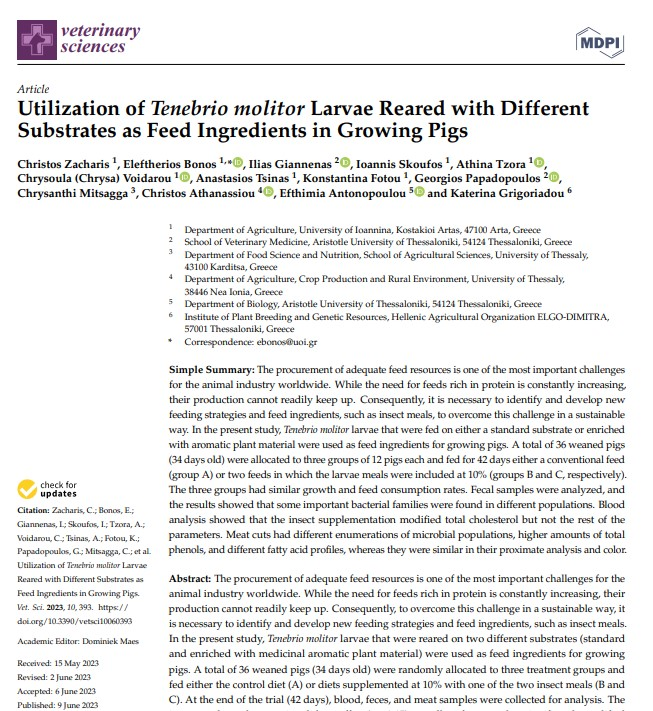 veterinary
sciences
MDPI
Article
Utilization of Tenebrio molitor Larvae Reared with Different
Substrates as Feed Ingredients in Growing Pigs
Christos Zacharis 1, Eleftherios Bonos 1,*, Ilias Giannenas 2, Ioannis Skoufos 1, Athina Tzora 1,
Chrysoula (Chrysa) Voidarou 1, Anastasios Tsinas 1, Konstantina Fotou 1, Georgios Papadopoulos 2,
Chrysanthi Mitsagga 3, Christos Athanassiou 4, Efthimia Antonopoulou 5 and Katerina Grigoriadou 6
1 Department of Agriculture, University of Ioannina, Kostakioi Artas, 47100 Arta, Greece
2 School of Veterinary Medicine, Aristotle University of Thessaloniki, 54124 Thessaloniki, Greece
3 Department of Food Science and Nutrition, School of Agricultural Sciences, University of Thessaly,
43100 Karditsa, Greece
4 Department of Agriculture, Crop Production and Rural Environment, University of Thessaly,
38446 Nea Ionia, Greece
5 Department of Biology, Aristotle University of Thessaloniki, 54124 Thessaloniki, Greece
6 Institute of Plant Breeding and Genetic Resources, Hellenic Agricultural Organization ELGO-DIMITRA,
57001 Thessaloniki, Greece
* Correspondence: ebonos@uoi.gr
Simple Summary: The procurement of adequate feed resources is one of the most important challenges
for the animal industry worldwide. While the need for feeds rich in protein is constantly increasing,
their production cannot readily keep up. Consequently, it is necessary to identify and develop new
feeding strategies and feed ingredients, such as insect meals, to overcome this challenge in a sustainable
way. In the present study, Tenebrio molitor larvae that were fed on either a standard substrate or enriched
with aromatic plant material were used as feed ingredients for growing pigs. A total of 36 weaned pigs
(34 days old) were allocated to three groups of 12 pigs each and fed for 42 days either a conventional feed
(group A) or two feeds in which the larvae meals were included at 10% (groups B and C, respectively).
The three groups had similar growth and feed consumption rates. Fecal samples were analyzed, and
the results showed that some important bacterial families were found in different populations. Blood
analysis showed that the insect supplementation modified total cholesterol but not the rest of the
parameters. Meat cuts had different enumerations of microbial populations, higher amounts of total
phenols, and different fatty acid profiles, whereas they were similar in their proximate analysis and color.
Abstract: The procurement of adequate feed resources is one of the most important challenges for the
animal industry worldwide. While the need for feeds rich in protein is constantly increasing, their
production cannot readily keep up. Consequently, to overcome this challenge in a sustainable way, it
is necessary to identify and develop new feeding strategies and feed ingredients, such as insect meals.
In the present study, Tenebrio molitor larvae that were reared on two different substrates (standard
and enriched with medicinal aromatic plant material) were used as feed ingredients for growing
pigs. A total of 36 weaned pigs (34 days old) were randomly allocated to three treatment groups and
fed either the control diet (A) or diets supplemented at 10% with one of the two insect meals (B and
C). At the end of the trial (42 days), blood, feces, and meat samples were collected for analysis. The
check for
updates
Citation: Zacharis, C.; Bonos, E.;
Giannenas, I.; Skoufos, I.; Tzora, A.;
Voidarou, C.; Tsinas, A.; Fotou, K.;
Papadopoulos, G.; Mitsagga, C.; et al.
Utilization of Tenebrio molitor Larvae
Reared with Different Substrates as
Feed Ingredients in Growing Pigs.
Vet. Sci. 2023, 10, 393. https://
doi.org/10.3390/vetsci10060393
Academic Editor: Dominiek Maes
Received: 15 May 2023
Revised: 2 June 2023
Accepted: 6 June 2023
Published: 9 June 2023